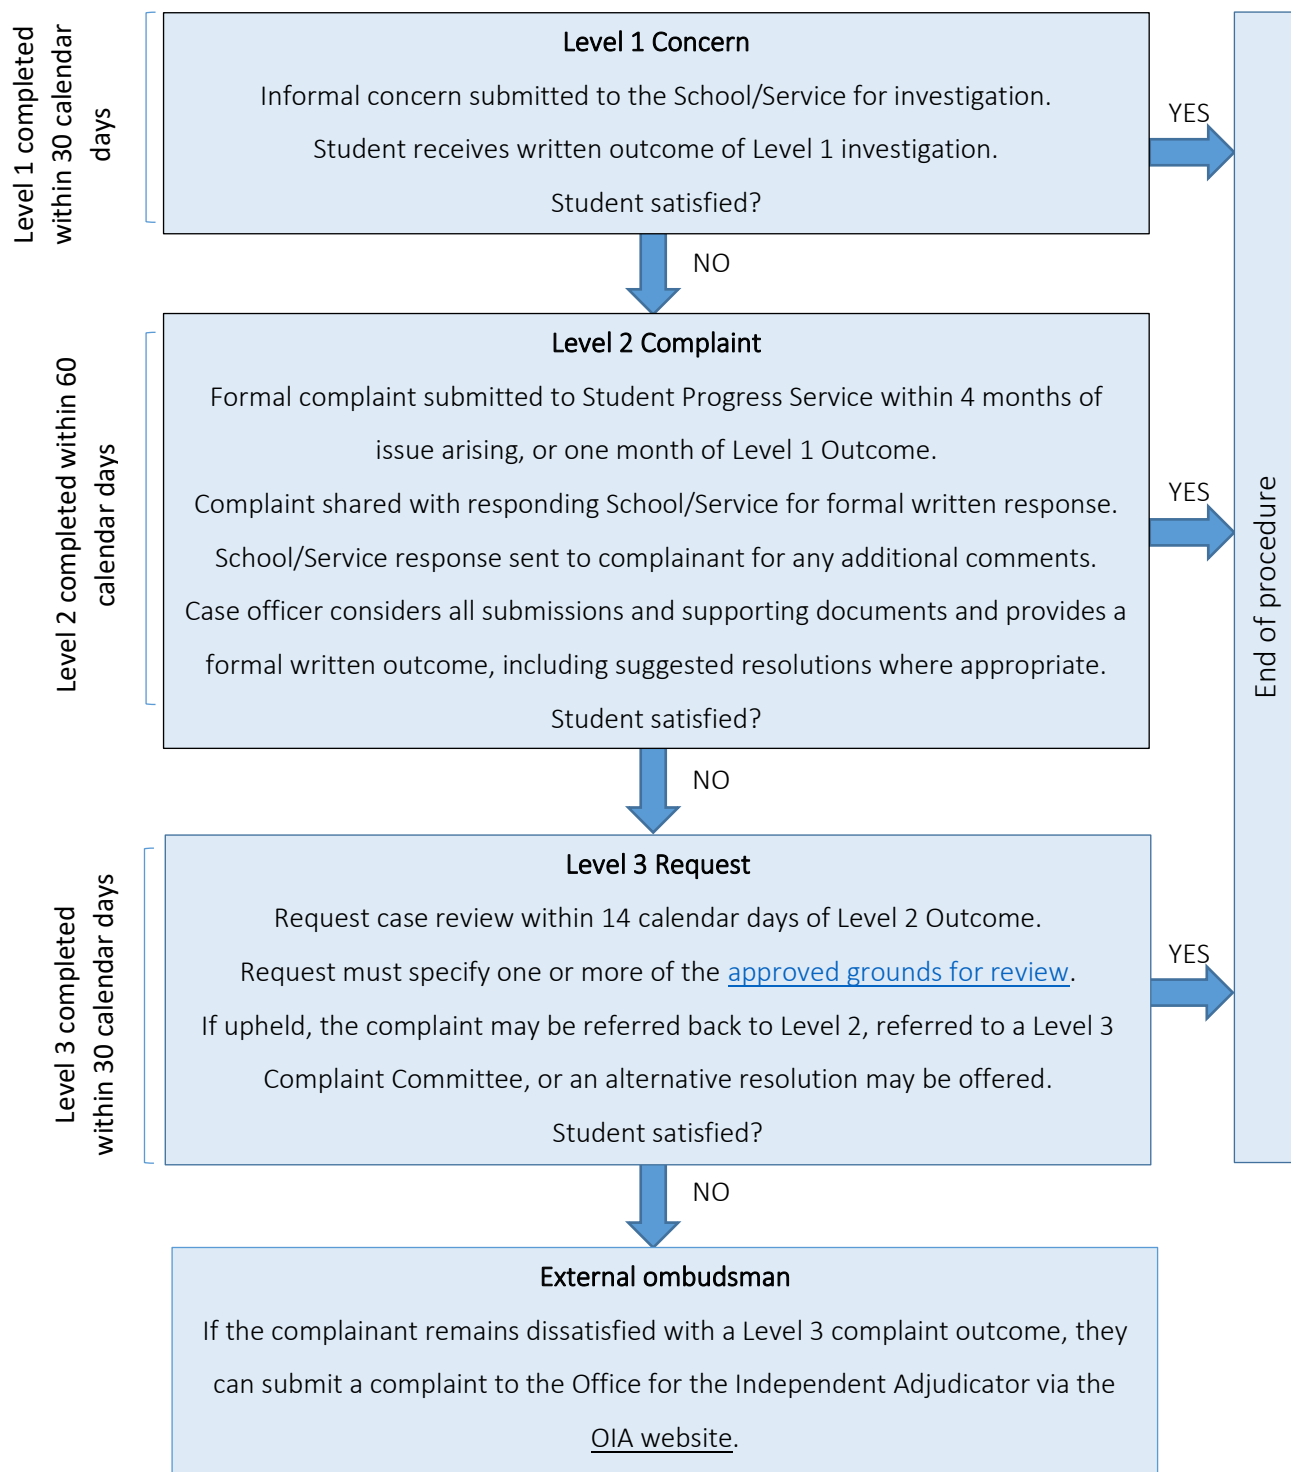 Level 1 completed
within 30 calendar
days
Level 1 Concern
Informal concern submitted to the School/Service for investigation.
Student receives written outcome of Level 1 investigation.
Student satisfied?
YES
NO
Level 2 completed within 60
calendar days
Level 2 Complaint
Formal complaint submitted to Student Progress Service within 4 months of
issue arising, or one month of Level 1 Outcome.
Complaint shared with responding School/Service for formal written response.
School/Service response sent to complainant for any additional comments.
Case officer considers all submissions and supporting documents and provides a
formal written outcome, including suggested resolutions where appropriate.
Student satisfied?
YES
End of procedure
NO
Level 3 completed
within 30 calendar days
Level 3 Request
Request case review within 14 calendar days of Level 2 Outcome.
Request must specify one or more of the approved grounds for review.
If upheld, the complaint may be referred back to Level 2, referred to a Level 3
Complaint Committee, or an alternative resolution may be offered.
Student satisfied?
YES
NO
External ombudsman
If the complainant remains dissatisfied with a Level 3 complaint outcome, they
can submit a complaint to the Office for the Independent Adjudicator via the
OIA website.